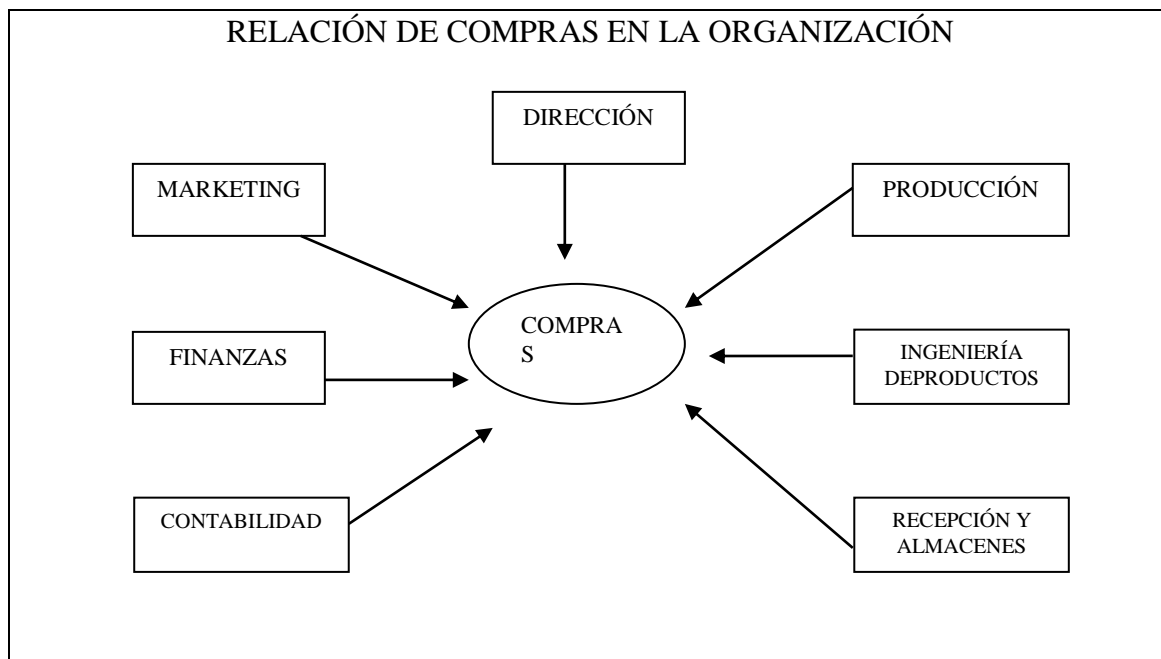 RELACIÓN DE COMPRAS EN LA ORGANIZACIÓN
DIRECCIÓN
MARKETING
PRODUCCIÓN
COMPRA
S
FINANZAS
INGENIERÍA
DEPRODUCTOS
CONTABILIDAD
RECEPCIÓN Y
ALMACENES